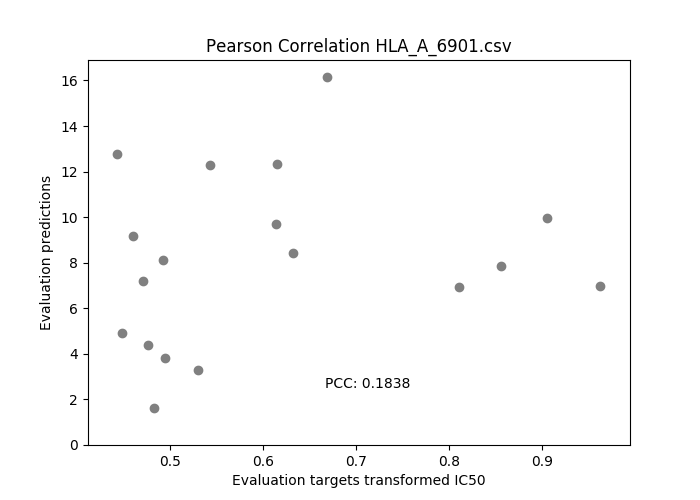 Pearson Correlation HLA_A_6901.csv
16
14
12
10
8
6
4
2
0
Evaluation predictions
PCC: 0.1838
0.5 0.6 0.7 0.8 0.9
Evaluation targets transformed IC50